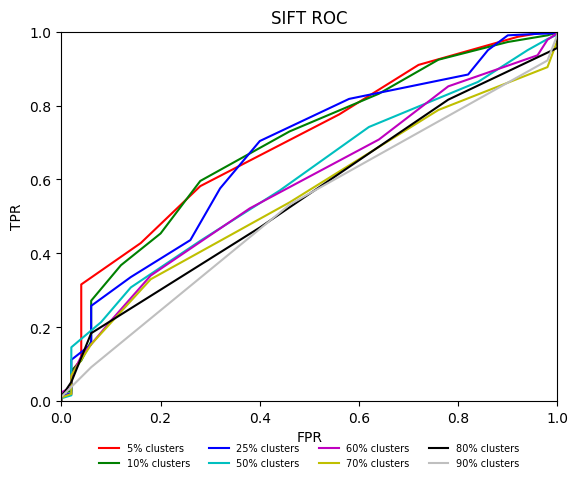 SIFT ROC
TPR
1.0
0.8
0.6
0.4
0.2
0.0
0.0 0.2 0.4 0.6 0.8 1.0
FPR
5% clusters 25% clusters 60% clusters 80% clusters
10% clusters 50% clusters 70% clusters 90% clusters